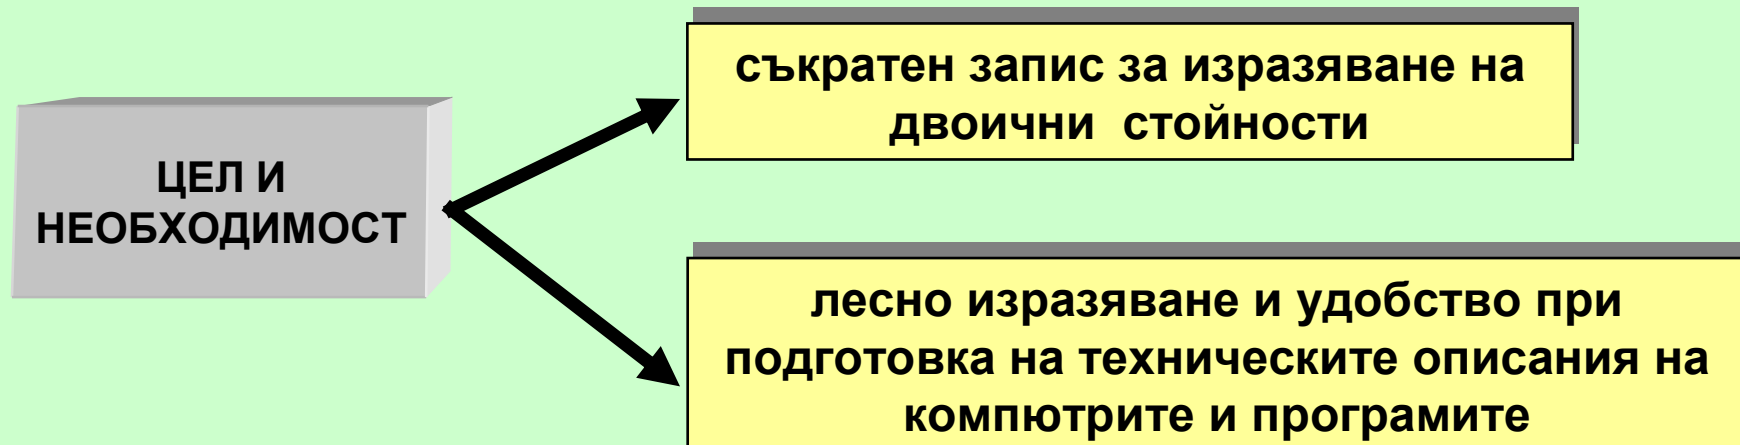 ЦЕЛ И
НЕОБХОДИМОСТ
съкратен запис за изразяване на
двоични стойности
лесно изразяване и удобство при
подготовка на техническите описания на
компютрите и програмите